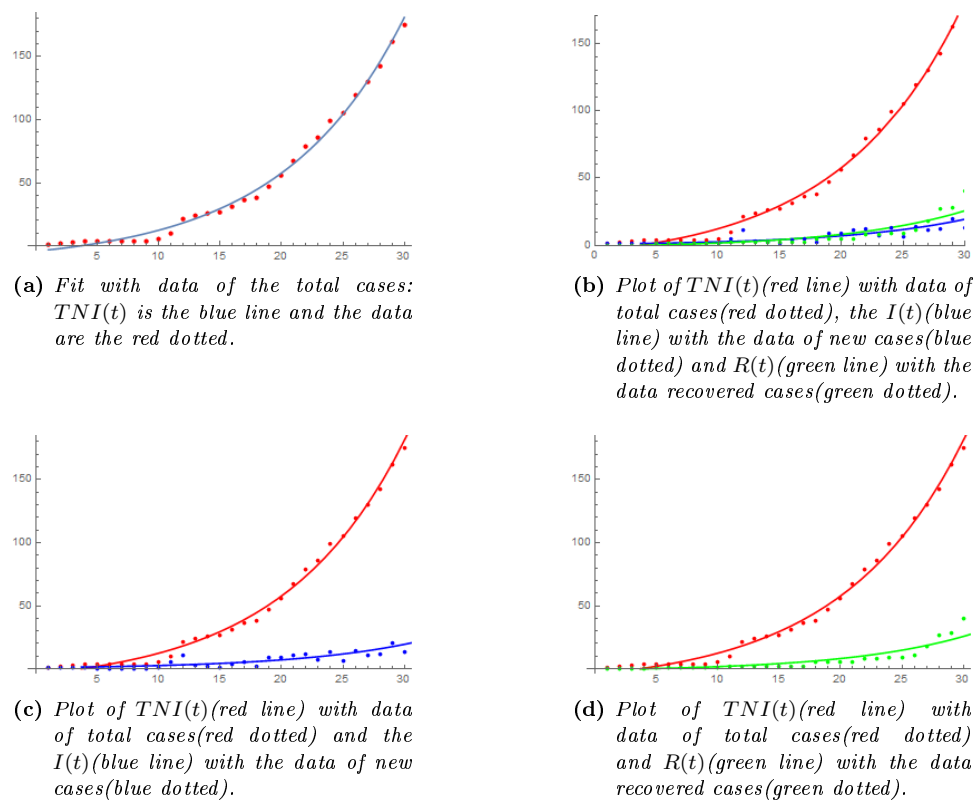 150
100
50
0
0 5 10 15 20 25 30
(a) Fit with data of the total cases:
TNI(t) is the blue line and the data
are the red dotted.
150
100
50
0
0 5 10 15 20 25 30
(b) Plot of TNI(t)(red line) with data of
total cases(red dotted), the I(t)(blue
line) with the data of new cases(blue
dotted) and R(t)(green line) with the
data recovered cases(green dotted).
150
100
50
5 10 15 20 25 30
(c) Plot of TNI(t)(red line) with data
of total cases(red dotted) and the
I(t)(blue line) with the data of new
cases(blue dotted).
150
100
50
5 10 15 20 25 30
(d) Plot of TNI(t)(red line) with
data of total cases(red dotted)
and R(t)(green line) with the data
recovered cases(green dotted).